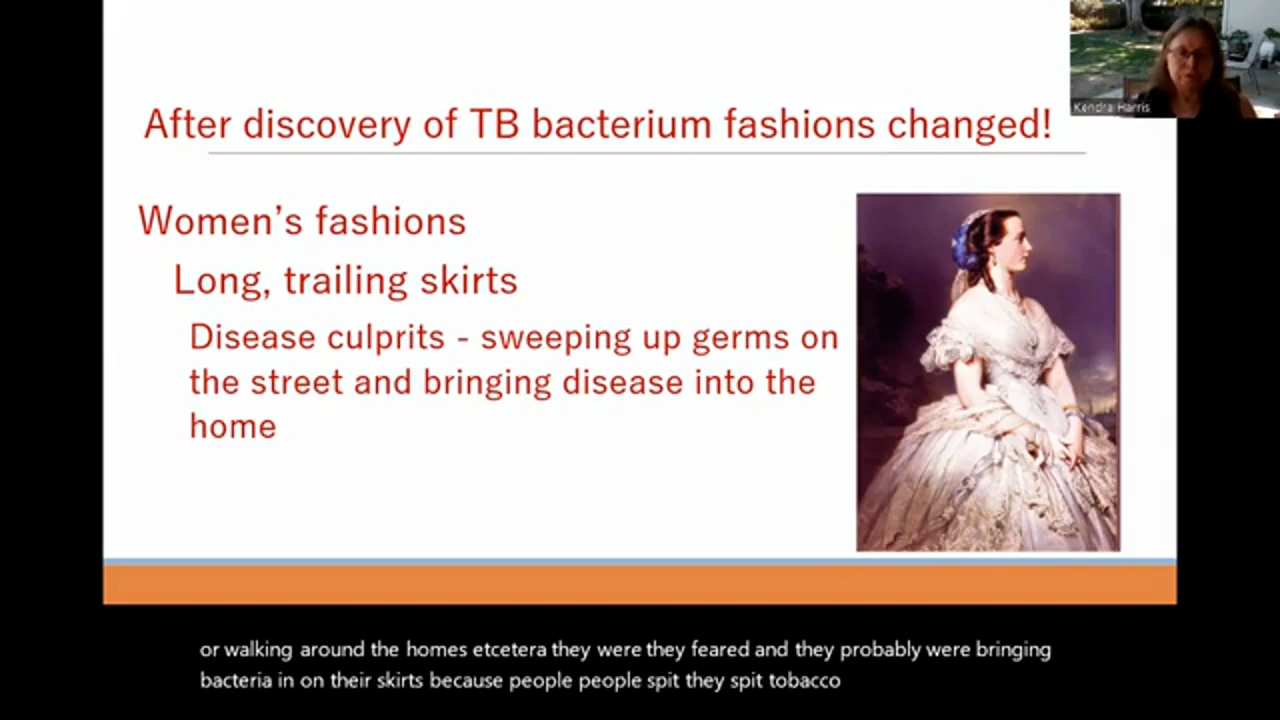 After discovery of TB bacterium fashions changed!
Kendra Harris
Women’s fashions
Long, trailing skirts
Disease culprits - sweeping up germs on
the street and bringing disease into the
home
or walking around the homes etcetera they were they feared and they probably were bringing
bacteria in on their skirts because people people spit they spit tobacco